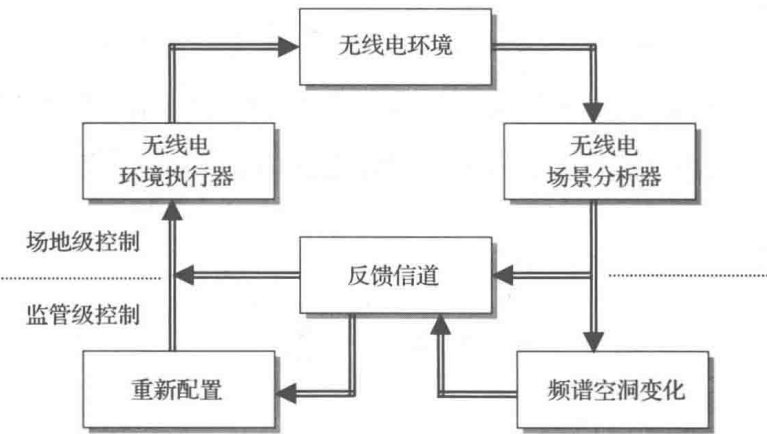 无线电环境
无线电
环境执行器
无线电
场景分析器
场地级控制
反馈信道
监管级控制
重新配置
频谱空洞变化